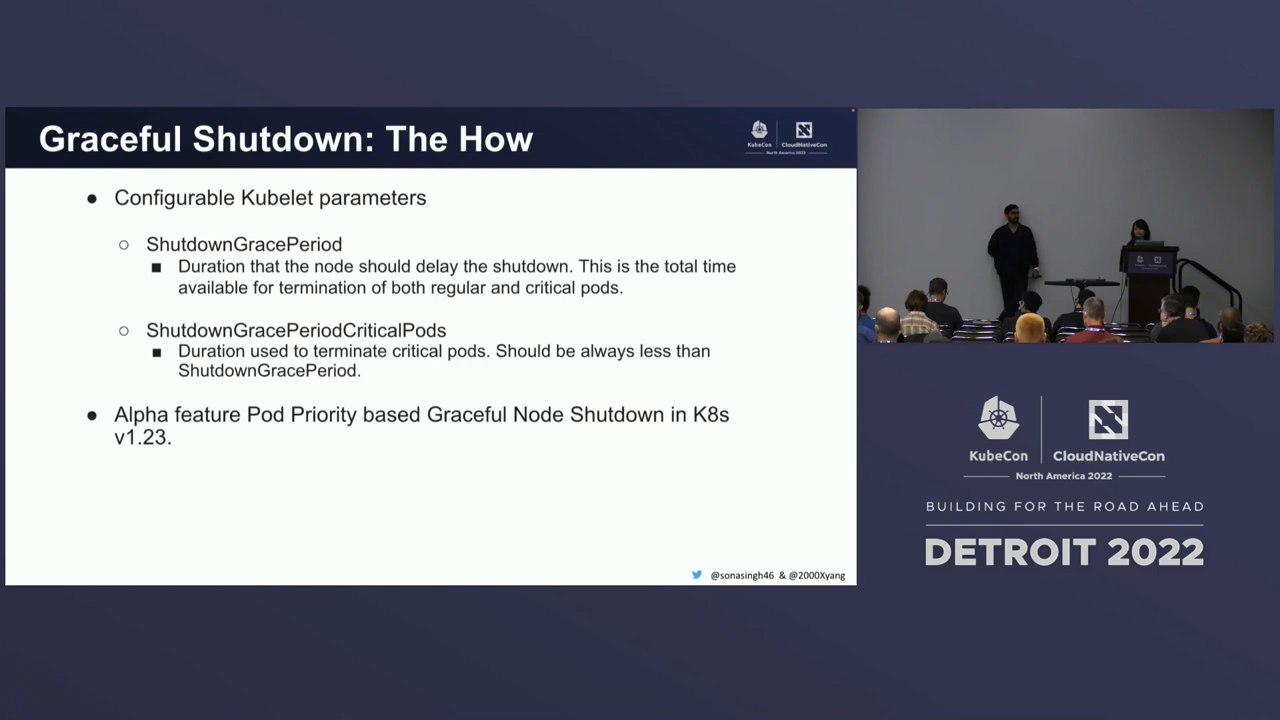 Graceful Shutdown: The How
KubeCon
CloudNativeCon
North America 2022
● Configurable Kubelet parameters
○ ShutdownGracePeriod
■ Duration that the node should delay the shutdown. This is the total time
available for termination of both regular and critical pods.
○ ShutdownGracePeriodCriticalPods
■ Duration used to terminate critical pods. Should be always less than
ShutdownGracePeriod.
● Alpha feature Pod Priority based Graceful Node Shutdown in K8s
v1.23.
@sonasingh46 & @2000Xyang
KubeCon
CloudNativeCon
North America 2022
BUILDING FOR THE ROAD AHEAD
DETROIT 2022